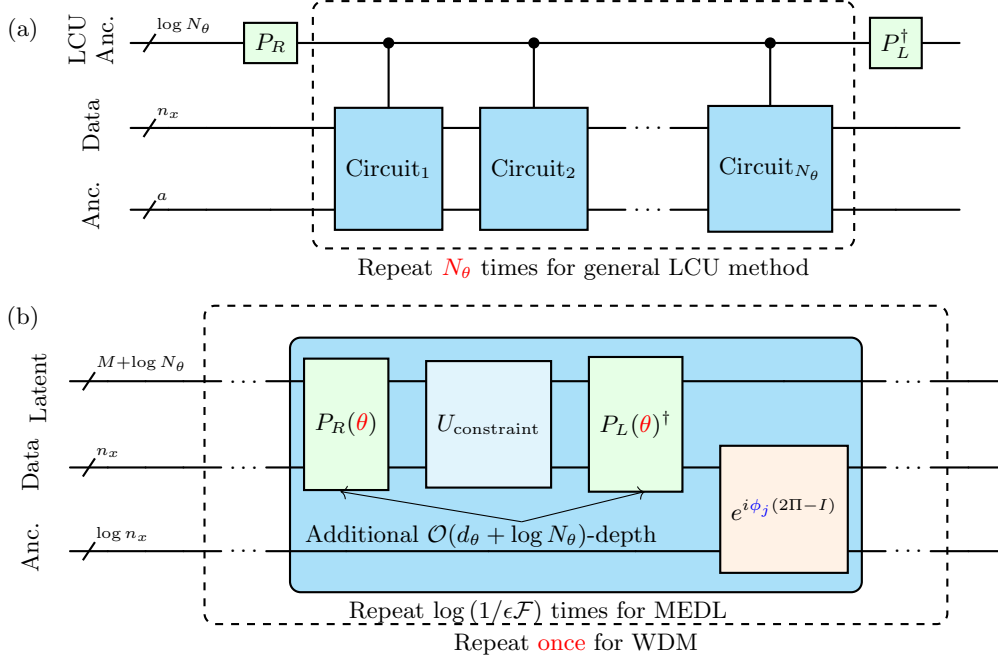 (a)
LCU Anc.
log N_θ
P_R
P_L^†
Data
n_x
Circuit_1
Circuit_2
···
Circuit_{N_θ}
Anc.
a
···
Repeat N_θ times for general LCU method
(b)
Latent
M+log N_θ
···
P_R(θ)
U_constraint
P_L(θ)^†
···
Data
n_x
···
e^{iϕ_j(2Π−I)}
···
Additional 𝒪(d_θ + log N_θ)-depth
Anc.
log n_x
···
···
Repeat log (1/ϵℱ) times for MEDL
Repeat once for WDM